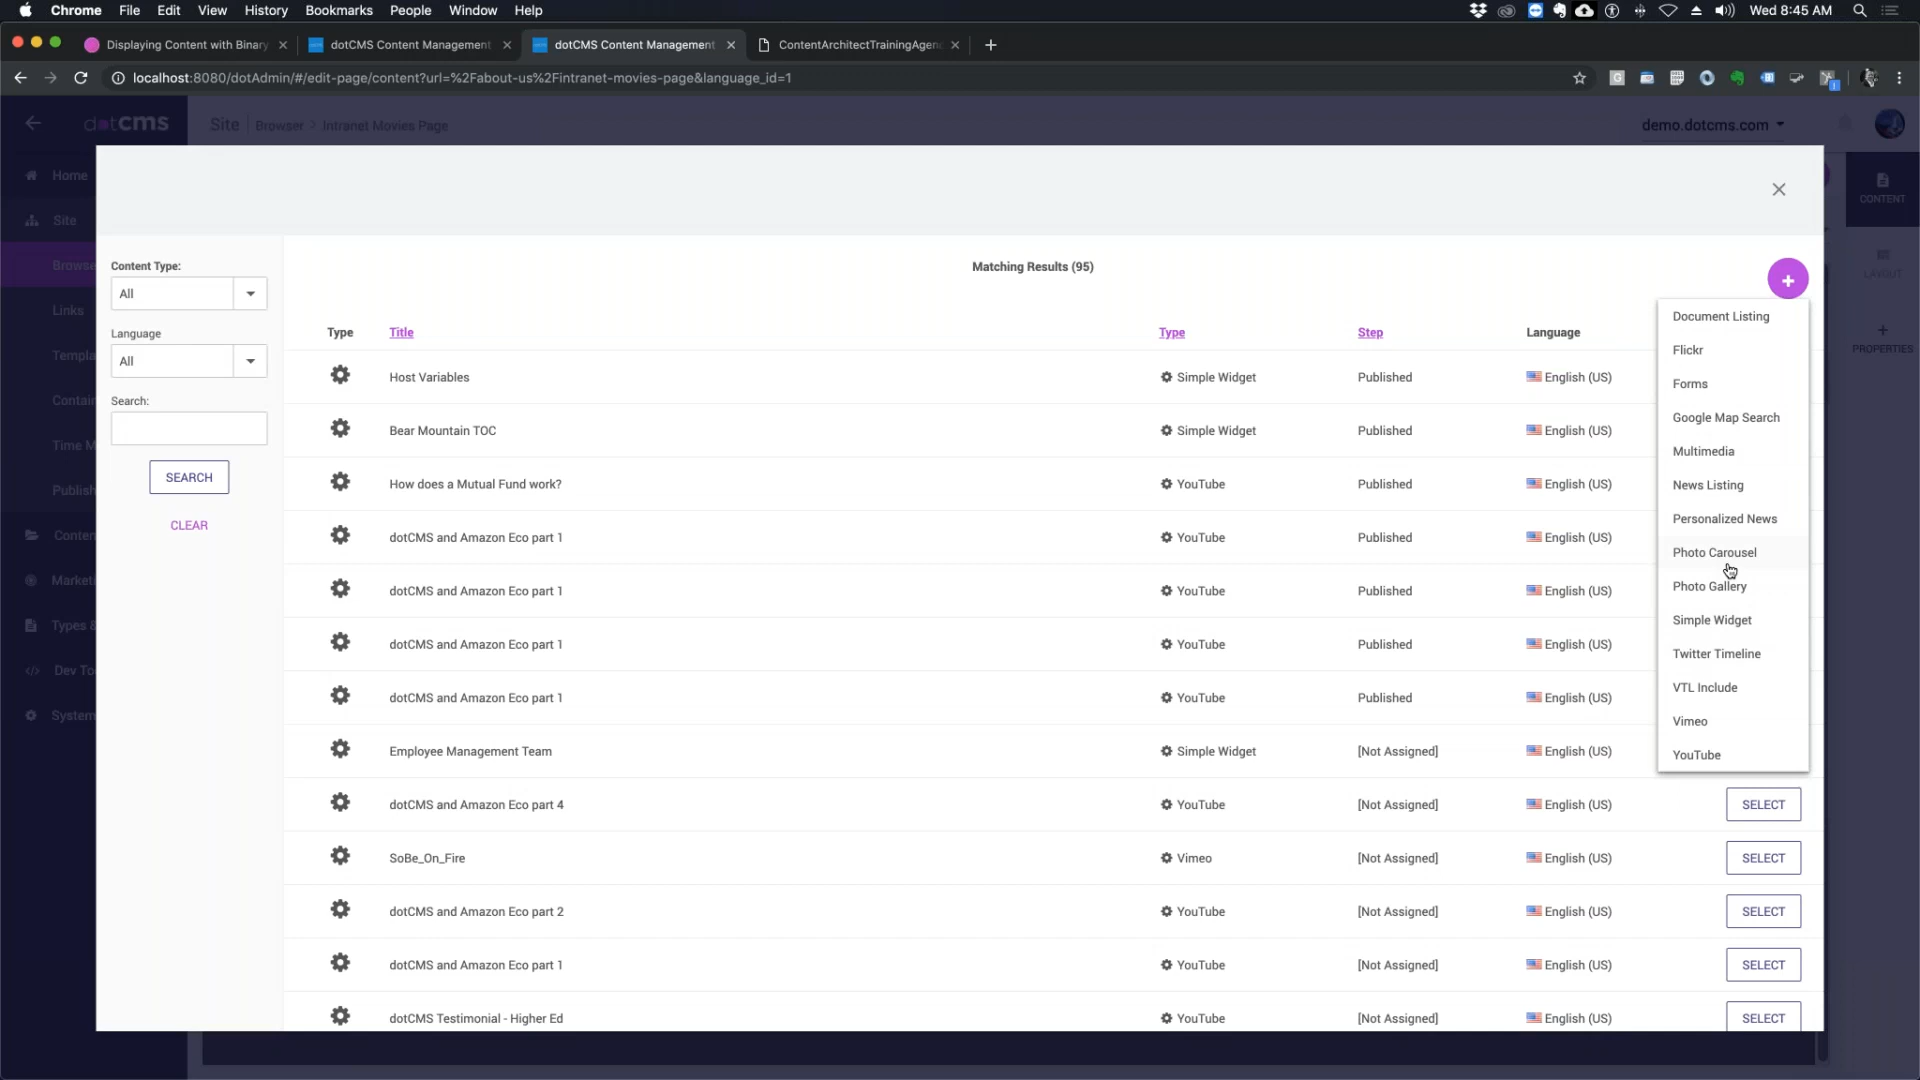 Chrome File Edit View History Bookmarks People Window Help
Wed 8:45 AM
Displaying Content with Binary
dotCMS Content Management
dotCMS Content Management
ContentArchitectTrainingAgen
localhost:8080/dotAdmin/#/edit-page/content?url=%2Fabout-us%2Fintranet-movies-page&language_id=1
dotCMS
Site Browser > Intranet Movies Page
demo.dotcms.com
Home
Site
Browse
Links
Templa
Contain
Time M
Publish
Conten
Marketi
Types &
Dev To
System
CONTENT
LAYOUT
PROPERTIES
Content Type:
All
Language
All
Search:
SEARCH
CLEAR
Matching Results (95)
Type Title Type Step Language
Host Variables Simple Widget Published English (US)
Bear Mountain TOC Simple Widget Published English (US)
How does a Mutual Fund work? YouTube Published English (US)
dotCMS and Amazon Eco part 1 YouTube Published English (US)
dotCMS and Amazon Eco part 1 YouTube Published English (US)
dotCMS and Amazon Eco part 1 YouTube Published English (US)
dotCMS and Amazon Eco part 1 YouTube Published English (US)
Employee Management Team Simple Widget [Not Assigned] English (US)
dotCMS and Amazon Eco part 4 YouTube [Not Assigned] English (US) SELECT
SoBe_On_Fire Vimeo [Not Assigned] English (US) SELECT
dotCMS and Amazon Eco part 2 YouTube [Not Assigned] English (US) SELECT
dotCMS and Amazon Eco part 1 YouTube [Not Assigned] English (US) SELECT
dotCMS Testimonial - Higher Ed YouTube [Not Assigned] English (US) SELECT
Document Listing
Flickr
Forms
Google Map Search
Multimedia
News Listing
Personalized News
Photo Carousel
Photo Gallery
Simple Widget
Twitter Timeline
VTL Include
Vimeo
YouTube